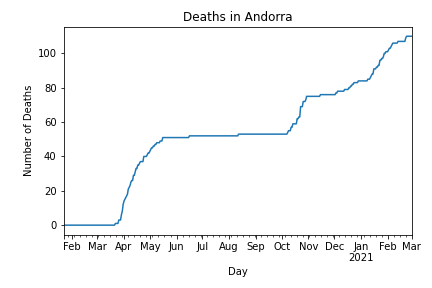 Deaths in Andorra
Number of Deaths
100
80
60
40
20
0
Feb Mar Apr May Jun Jul Aug Sep Oct Nov Dec Jan Feb Mar
2021
Day